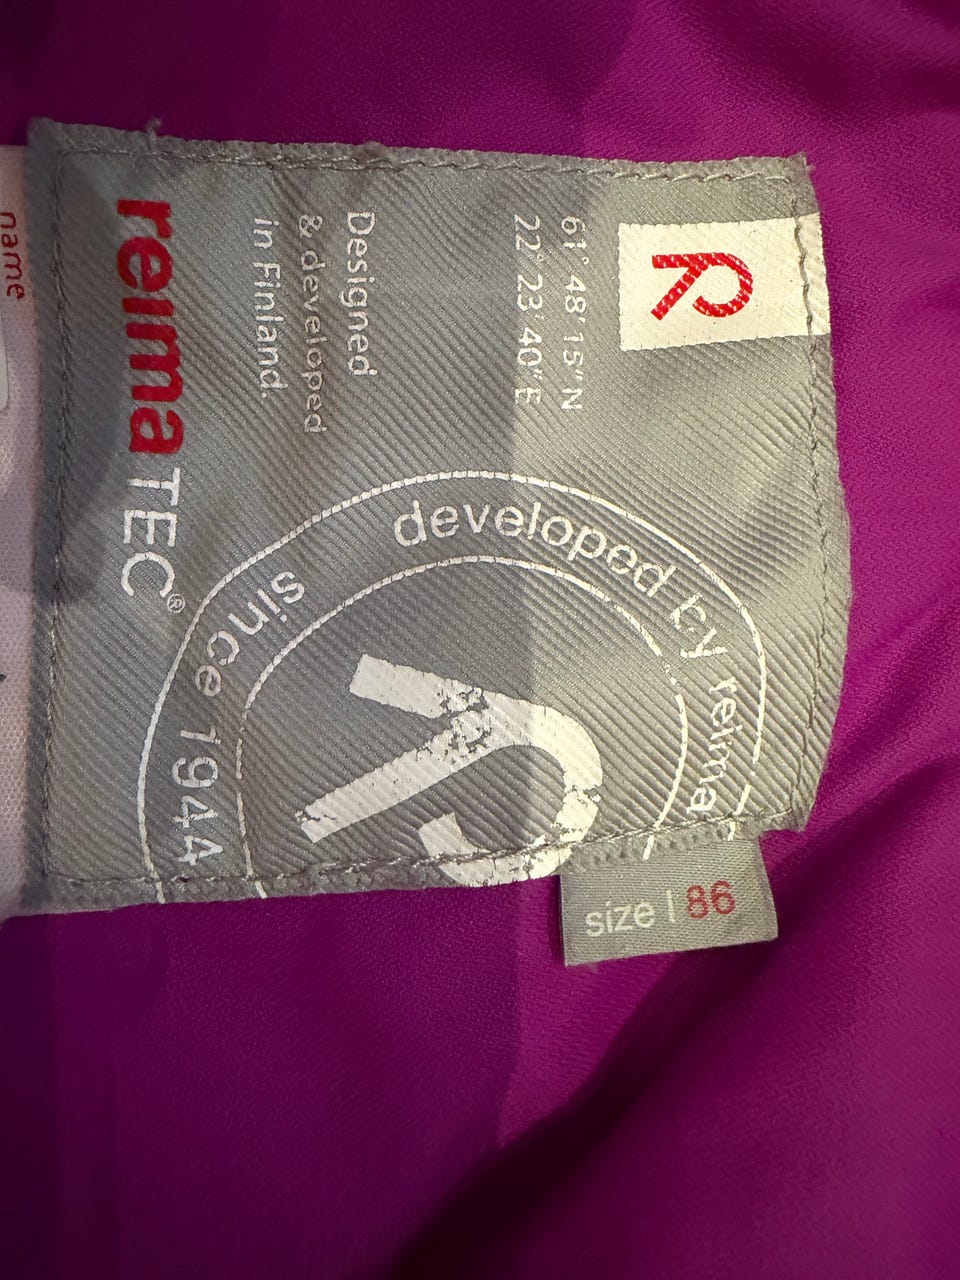 R
61° 48' 15" N
22° 23' 40" E
Designed
& developed
in Finland.
reima TEC®
developed by reima
since 1944
size | 86
name